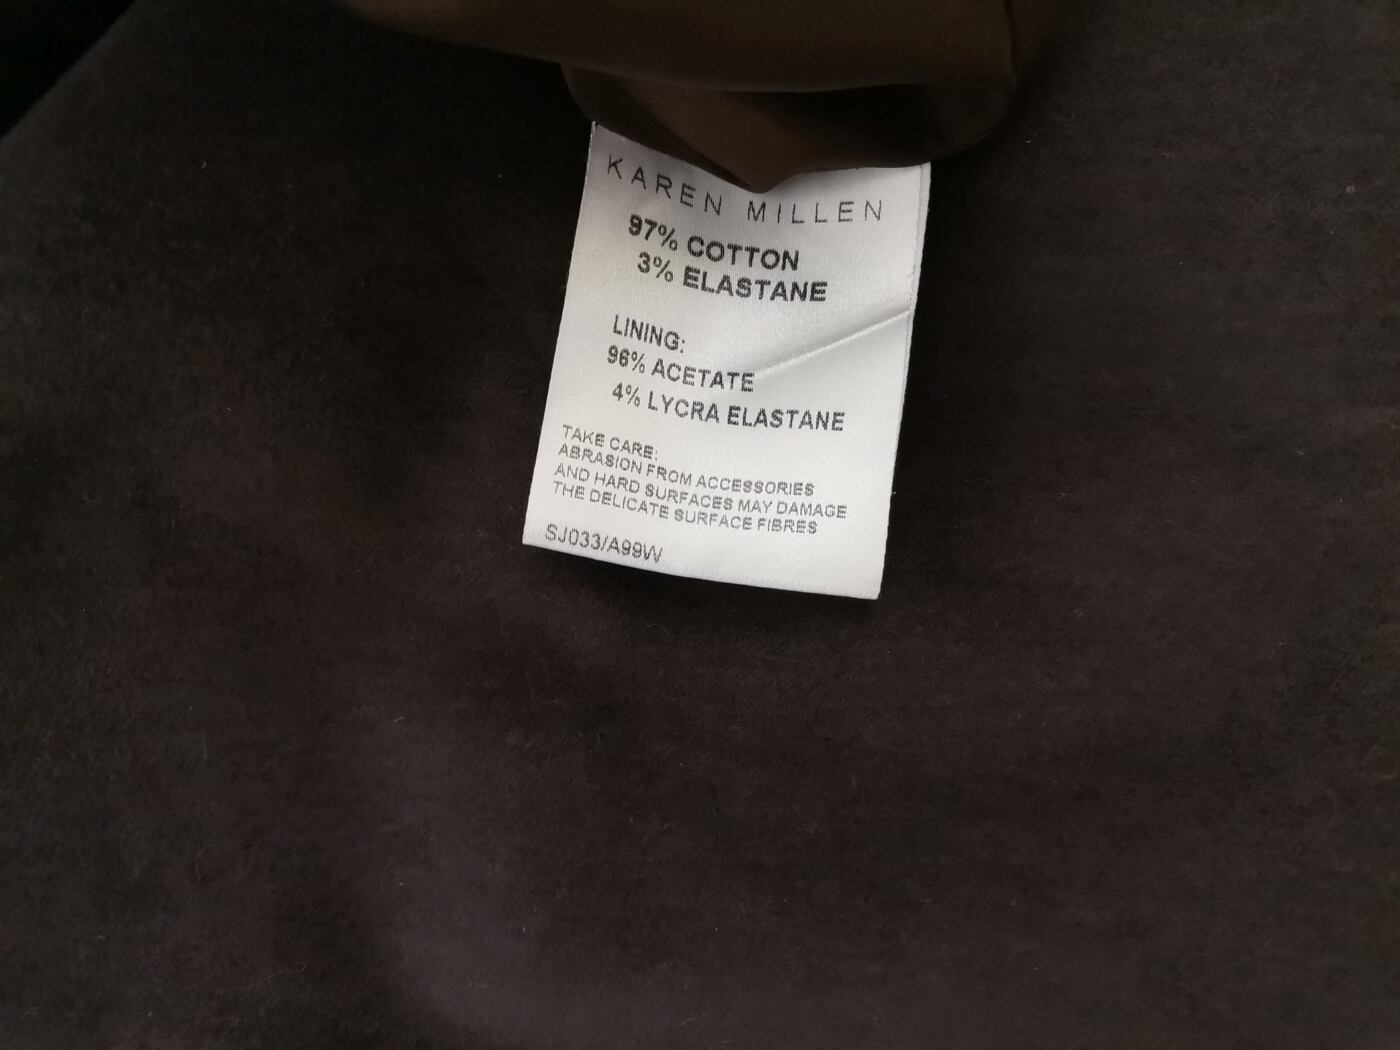 KAREN MILLEN
97% COTTON
3% ELASTANE
LINING:
96% ACETATE
4% LYCRA ELASTANE
TAKE CARE:
ABRASION FROM ACCESSORIES
AND HARD SURFACES MAY DAMAGE
THE DELICATE SURFACE FIBRES
SJ033/A99W